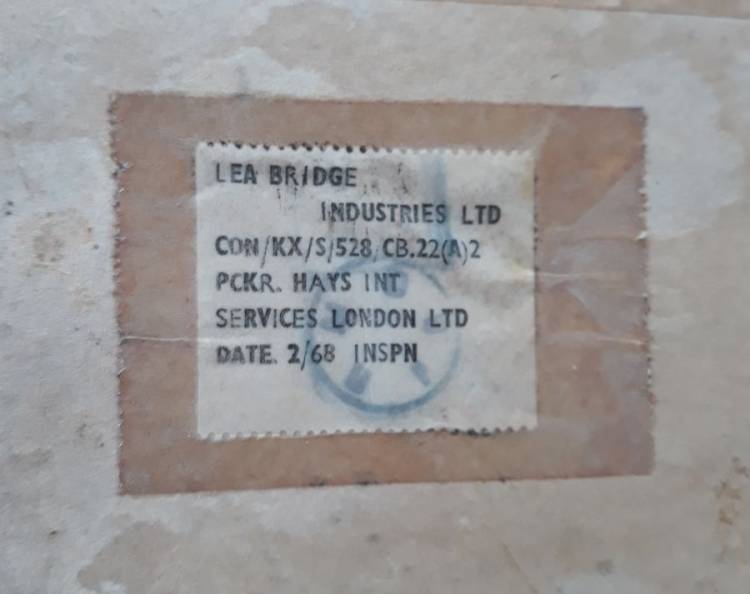 LEA BRIDGE
INDUSTRIES LTD
CON/KX/S/528/CB.22(A)2
PCKR. HAYS INT
SERVICES LONDON LTD
DATE. 2/68 INSPN